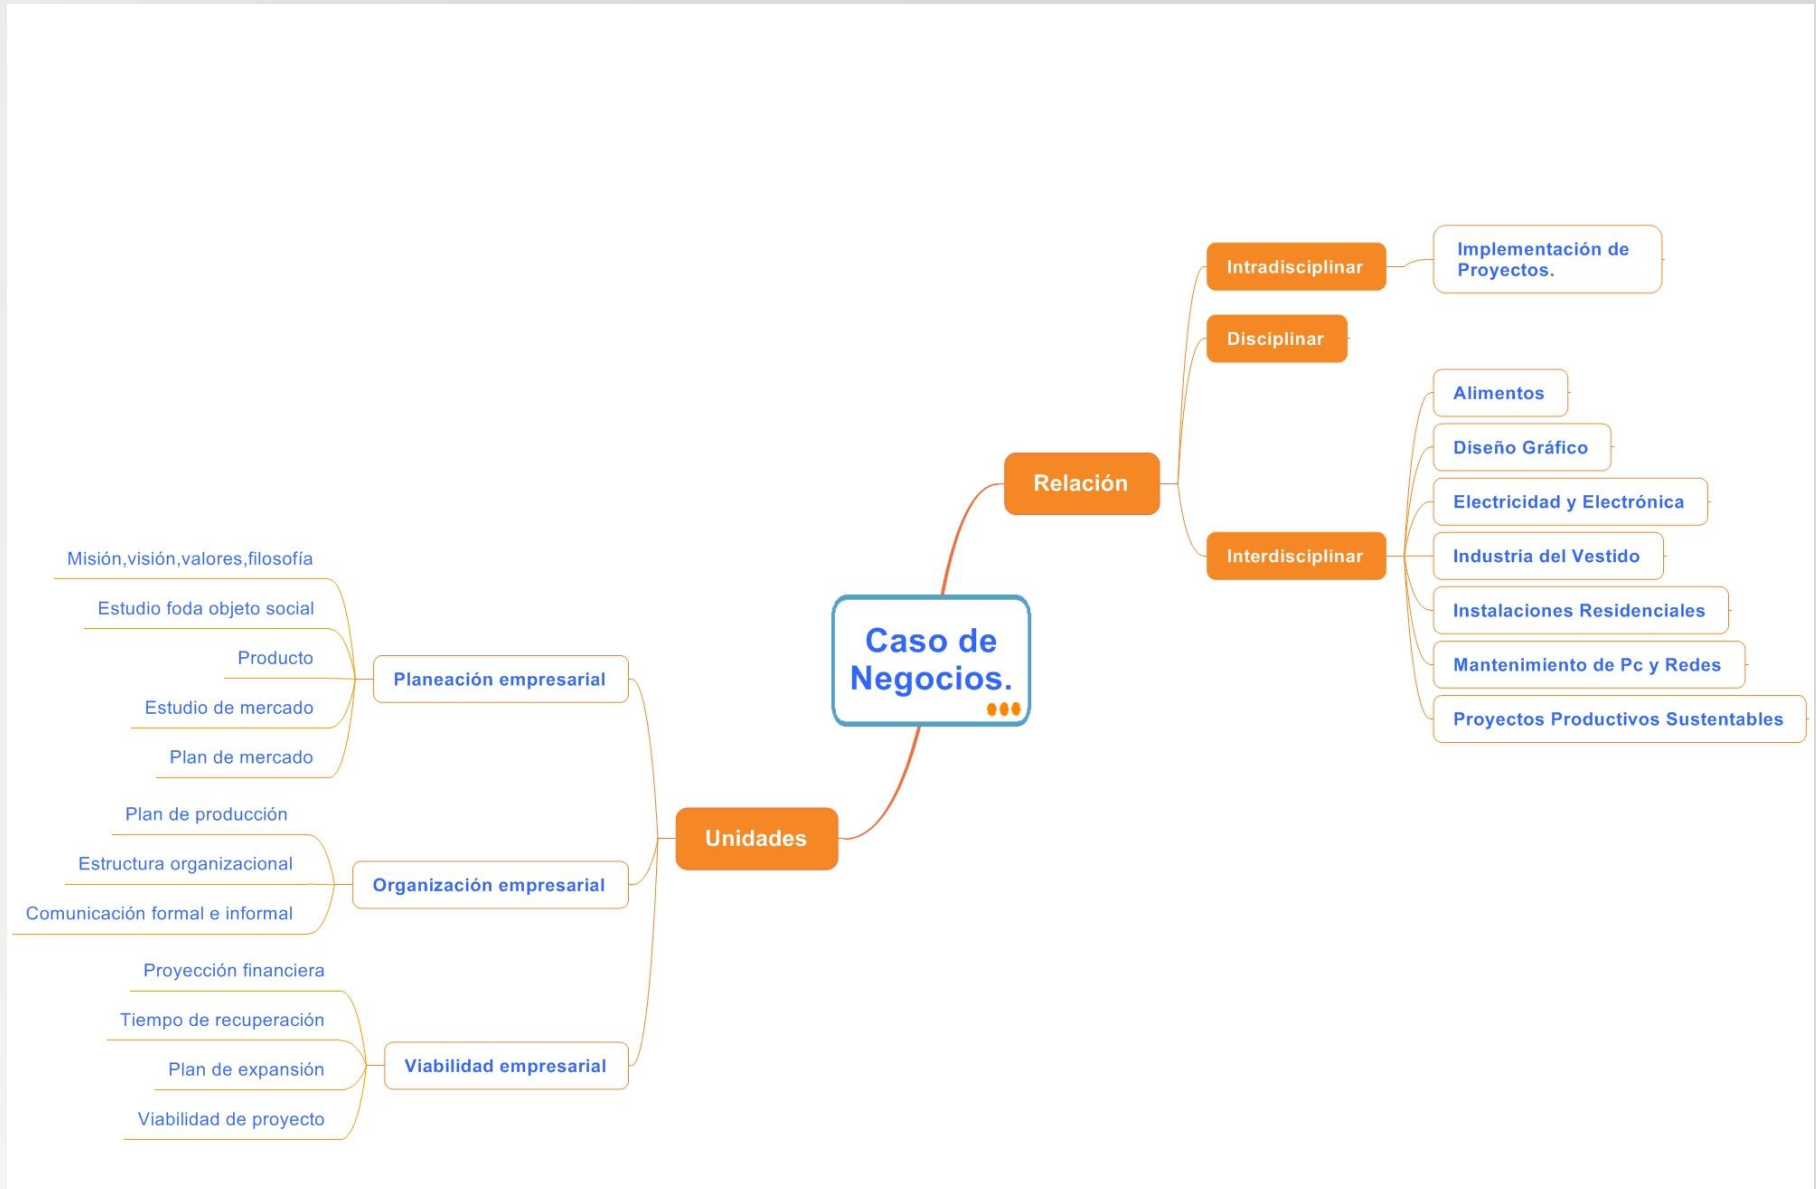 Caso de
Negocios.
Relación
Intradisciplinar
Implementación de
Proyectos.
Disciplinar
Interdisciplinar
Alimentos
Diseño Gráfico
Electricidad y Electrónica
Industria del Vestido
Instalaciones Residenciales
Mantenimiento de Pc y Redes
Proyectos Productivos Sustentables
Unidades
Planeación empresarial
Misión,visión,valores,filosofía
Estudio foda objeto social
Producto
Estudio de mercado
Plan de mercado
Organización empresarial
Plan de producción
Estructura organizacional
Comunicación formal e informal
Viabilidad empresarial
Proyección financiera
Tiempo de recuperación
Plan de expansión
Viabilidad de proyecto